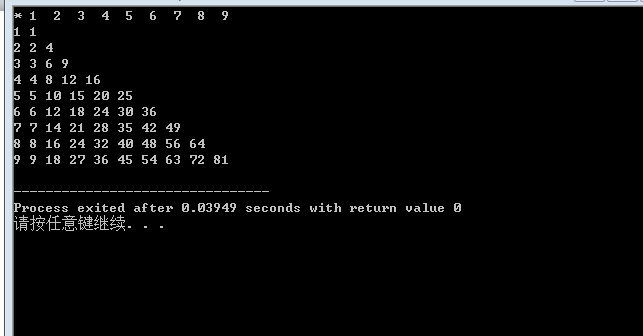 * 1 2 3 4 5 6 7 8 9
1 1
2 2 4
3 3 6 9
4 4 8 12 16
5 5 10 15 20 25
6 6 12 18 24 30 36
7 7 14 21 28 35 42 49
8 8 16 24 32 40 48 56 64
9 9 18 27 36 45 54 63 72 81
--------------------------------
Process exited after 0.03949 seconds with return value 0
请按任意键继续. . .